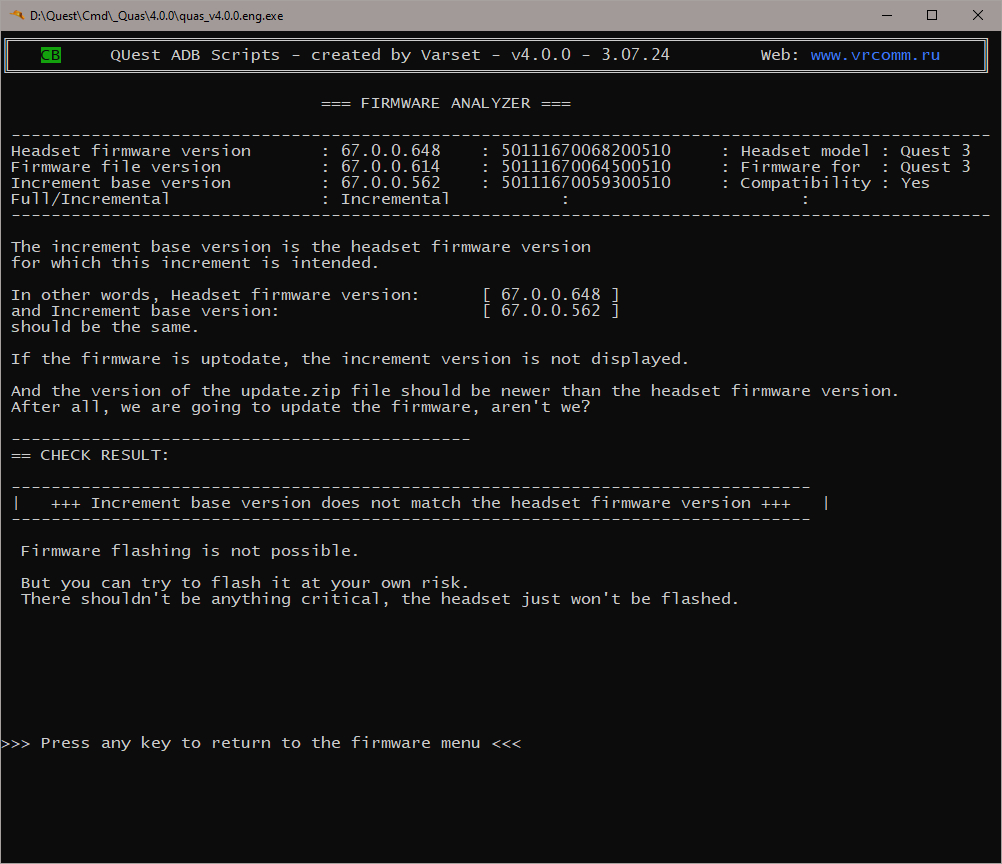 D:\Quest\Cmd\_Quas\4.0.0\quas_v4.0.0.eng.exe
CB QUest ADB Scripts - created by Varset - v4.0.0 - 3.07.24 Web: www.vrcomm.ru
=== FIRMWARE ANALYZER ===
--------------------------------------------------------------------------------------------------
Headset firmware version : 67.0.0.648 : 50111670068200510 : Headset model : Quest 3
Firmware file version : 67.0.0.614 : 50111670064500510 : Firmware for : Quest 3
Increment base version : 67.0.0.562 : 50111670059300510 : Compatibility : Yes
Full/Incremental : Incremental : :
--------------------------------------------------------------------------------------------------
The increment base version is the headset firmware version
for which this increment is intended.
In other words, Headset firmware version: [ 67.0.0.648 ]
and Increment base version: [ 67.0.0.562 ]
should be the same.
If the firmware is uptodate, the increment version is not displayed.
And the version of the update.zip file should be newer than the headset firmware version.
After all, we are going to update the firmware, aren't we?
----------------------------------------------
== CHECK RESULT:
--------------------------------------------------------------------------------
| +++ Increment base version does not match the headset firmware version +++ |
--------------------------------------------------------------------------------
Firmware flashing is not possible.
But you can try to flash it at your own risk.
There shouldn't be anything critical, the headset just won't be flashed.
>>> Press any key to return to the firmware menu <<<